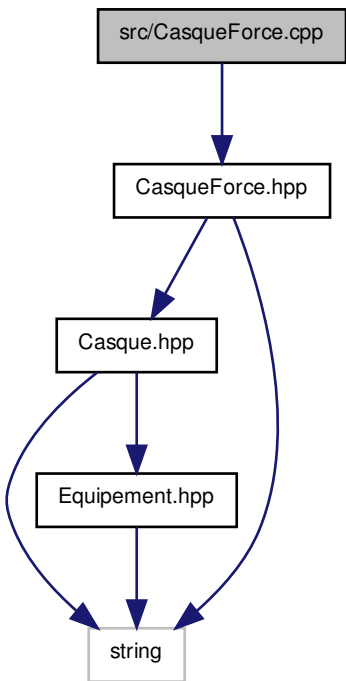 src/CasqueForce.cpp
CasqueForce.hpp
Casque.hpp
Equipement.hpp
string